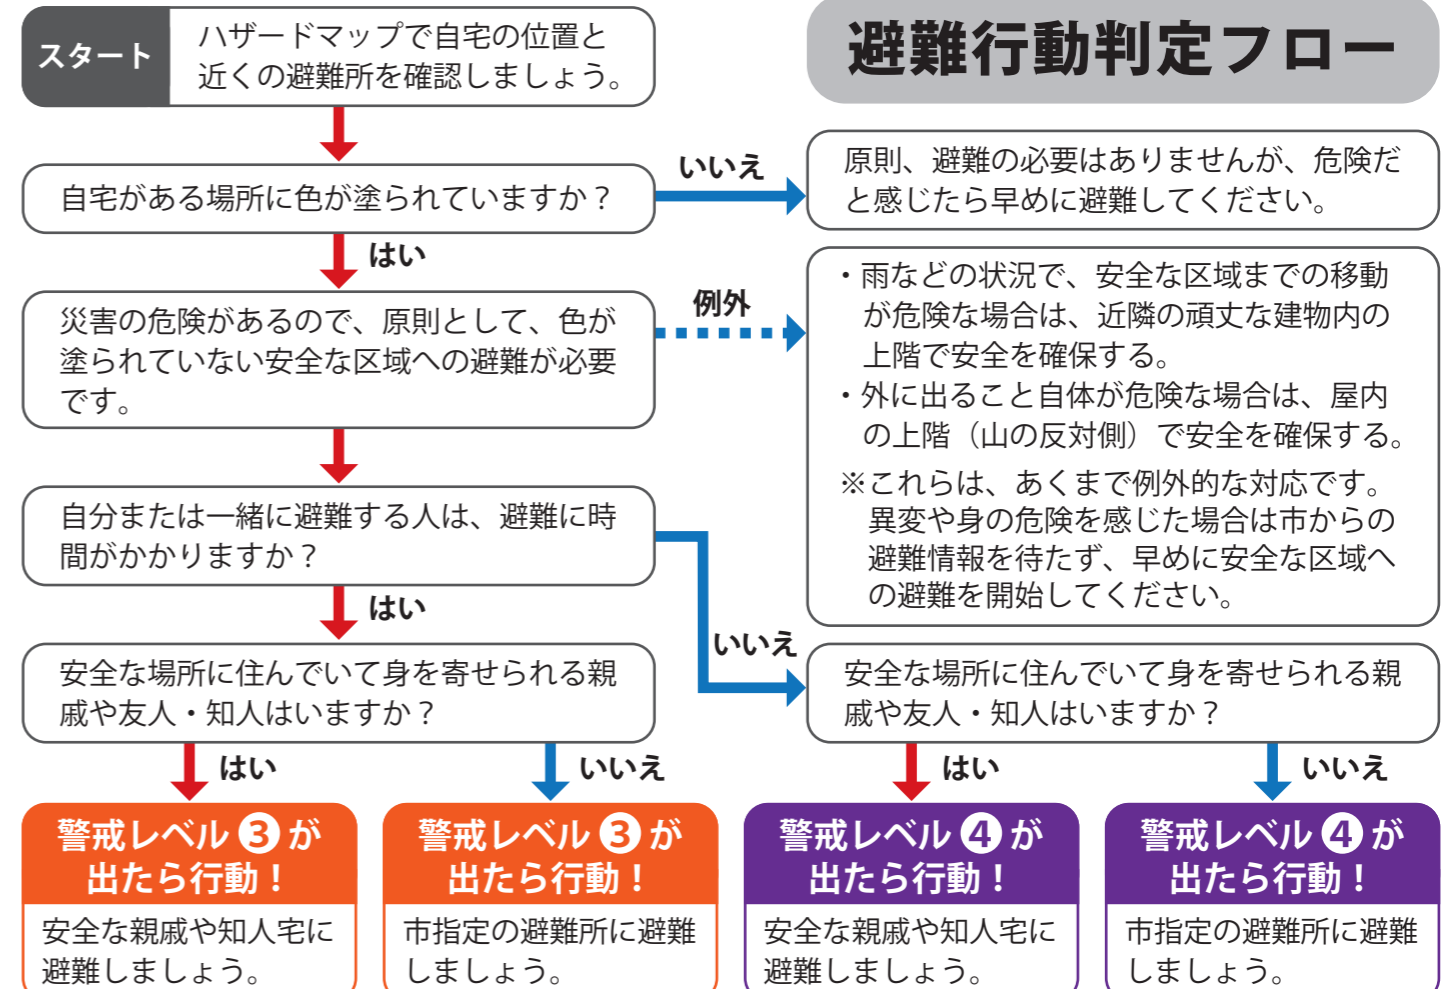 避難行動判定フロー
スタート
ハザードマップで自宅の位置と
近くの避難所を確認しましょう。
自宅がある場所に色が塗られていますか？
いいえ
原則、避難の必要はありませんが、危険だ
と感じたら早めに避難してください。
はい
災害の危険があるので、原則として、色が
塗られていない安全な区域への避難が必要
です。
例外
・雨などの状況で、安全な区域までの移動
が危険な場合は、近隣の頑丈な建物内の
上階で安全を確保する。
・外に出ること自体が危険な場合は、屋内
の上階（山の反対側）で安全を確保する。
※これらは、あくまで例外的な対応です。
異変や身の危険を感じた場合は市からの
避難情報を待たず、早めに安全な区域へ
の避難を開始してください。
自分または一緒に避難する人は、避難に時
間がかかりますか？
はい
いいえ
安全な場所に住んでいて身を寄せられる親
戚や友人・知人はいますか？
安全な場所に住んでいて身を寄せられる親
戚や友人・知人はいますか？
はい
いいえ
はい
いいえ
警戒レベル❸が
出たら行動！
安全な親戚や知人宅に
避難しましょう。
警戒レベル❸が
出たら行動！
市指定の避難所に避難
しましょう。
警戒レベル❹が
出たら行動！
安全な親戚や知人宅に
避難しましょう。
警戒レベル❹が
出たら行動！
市指定の避難所に避難
しましょう。